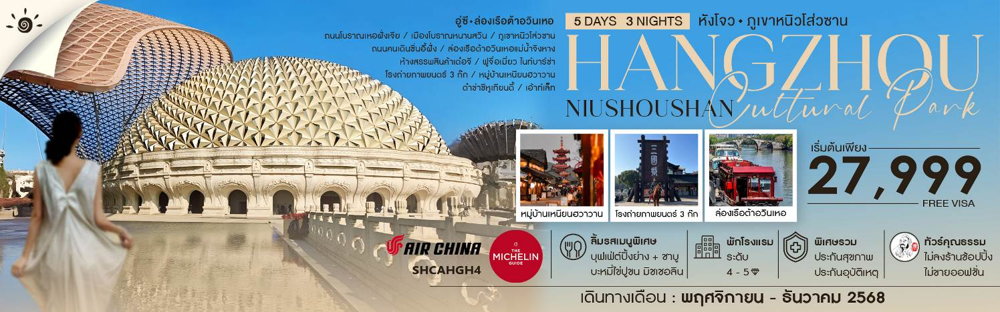 อู่ซี • ล่องเรือต้าอวินเหอ
ถนนโบราณเหอฝั่งเจีย / เมืองโบราณหนานสวิน / ภูเขาหนิวโส่วซาน
ถนนคนเดินซื่นอี้ฝั่ง / ล่องเรือต้าอวินเหอแม่น้ำจิงหาง
ห้างสรรพสินค้าเต๋อจี / ฟูจื่อเมี่ยว ไนท์บาร์ซ่า
โรงถ่ายภาพยนตร์ 3 ก๊ก / หมู่บ้านเหนียนฮวาวาน
ต๋าข่าซีหูเทียนตี้ / เอ้าท์เล็ท
5 DAYS 3 NIGHTS
หังโจว • ภูเขาหนิวโส่วซาน
HANGZHOU
NIUSHOUSHAN
Cultural Park
三國城
หมู่บ้านเหนียนฮวาวาน
โรงถ่ายภาพยนตร์ 3 ก๊ก
ล่องเรือต้าอวินเหอ
เริ่มต้นเพียง
27,999
FREE VISA
AIR CHINA
SHCAHGH4
THE
MICHELIN
GUIDE
ลิ้มรสเมนูพิเศษ
บุฟเฟ่ต์ปิ้งย่าง + ชาบู
บะหมี่ไข่ปูขน มิชเชอลิน
พักโรงแรม
ระดับ
4 - 5
พิเศษรวม
ประกันสุขภาพ
ประกันอุบัติเหตุ
ทัวร์คุณธรรม
ไม่ลงร้านช้อปปิ้ง
ไม่ขายออฟชั่น
เดินทางเดือน : พฤศจิกายน - ธันวาคม 2568